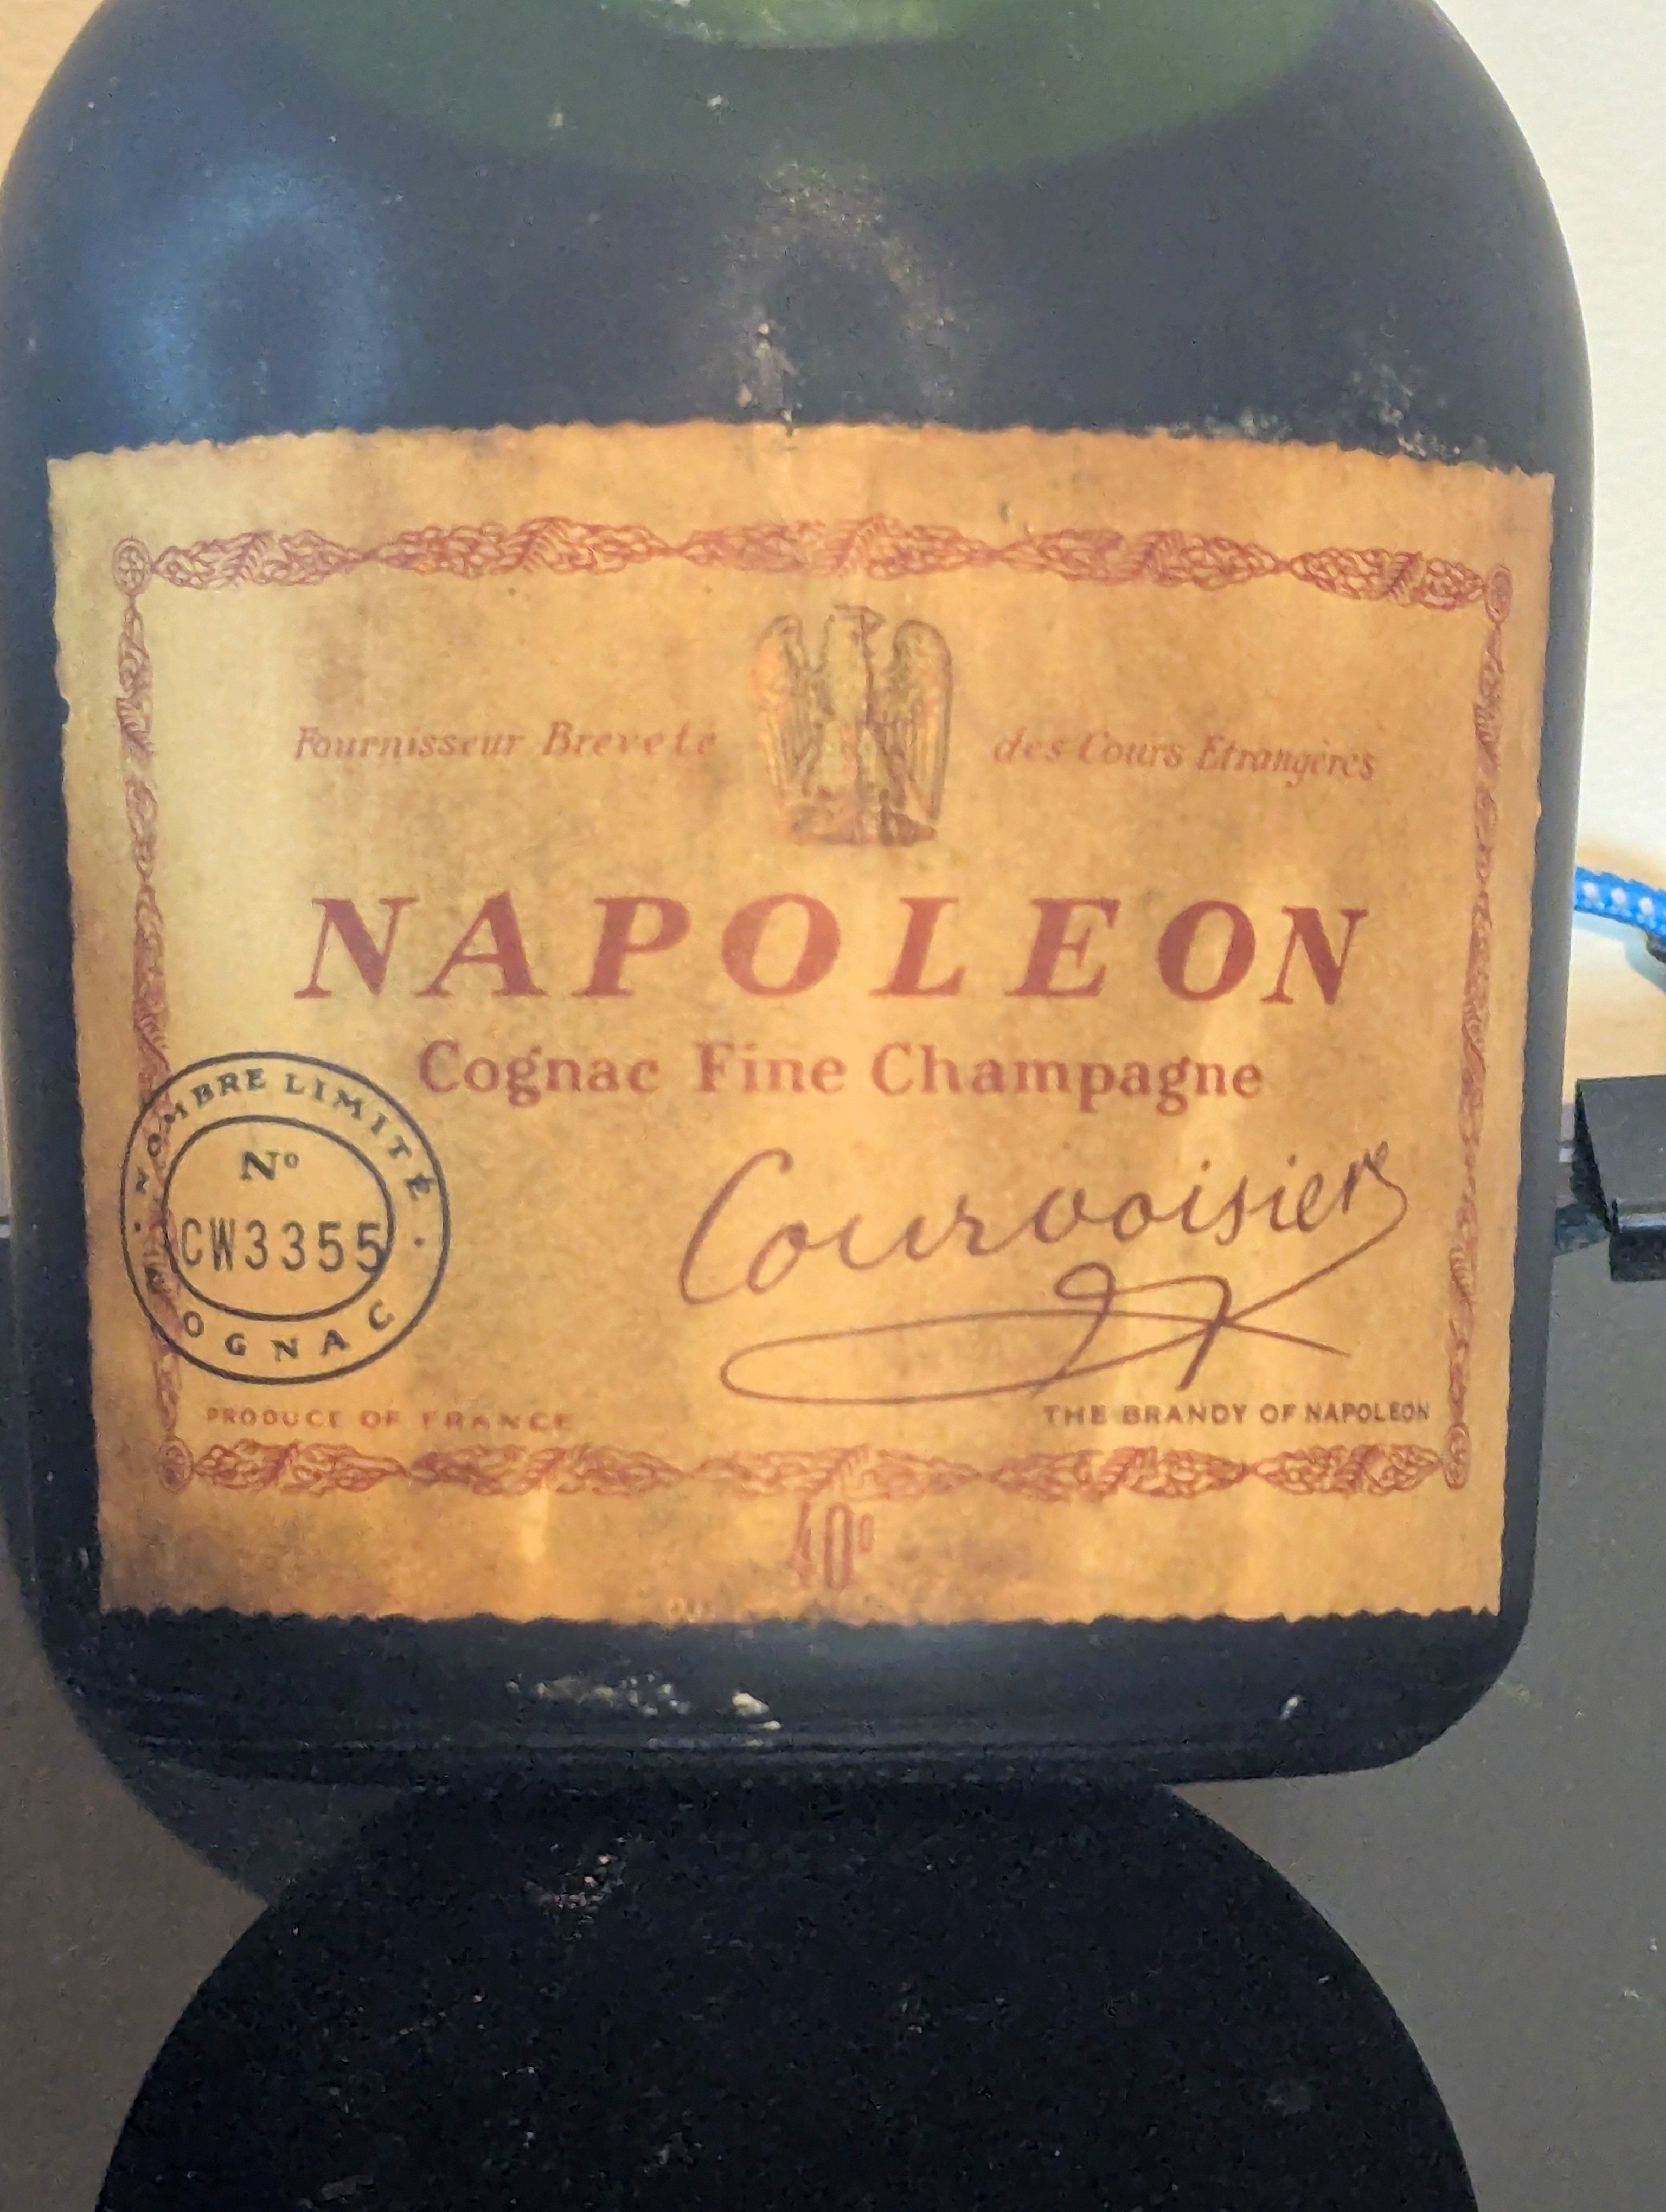 Fournisseur Breveté des Cours Etrangères
NAPOLEON
Cognac Fine Champagne
NOMBRE LIMITÉ
No
CW3355
COGNAC
Courvoisier
PRODUCE OF FRANCE
THE BRANDY OF NAPOLEON
40°